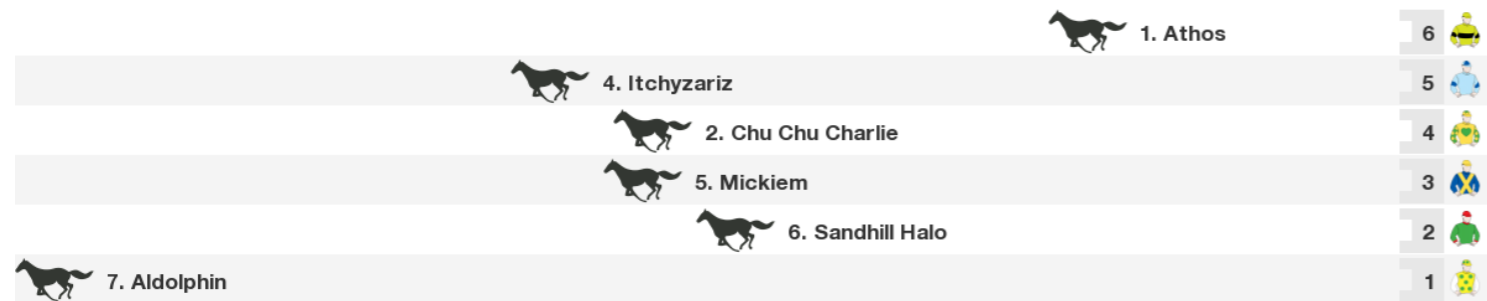 1. Athos 6
4. Itchyzariz 5
2. Chu Chu Charlie 4
5. Mickiem 3
6. Sandhill Halo 2
7. Aldolphin 1